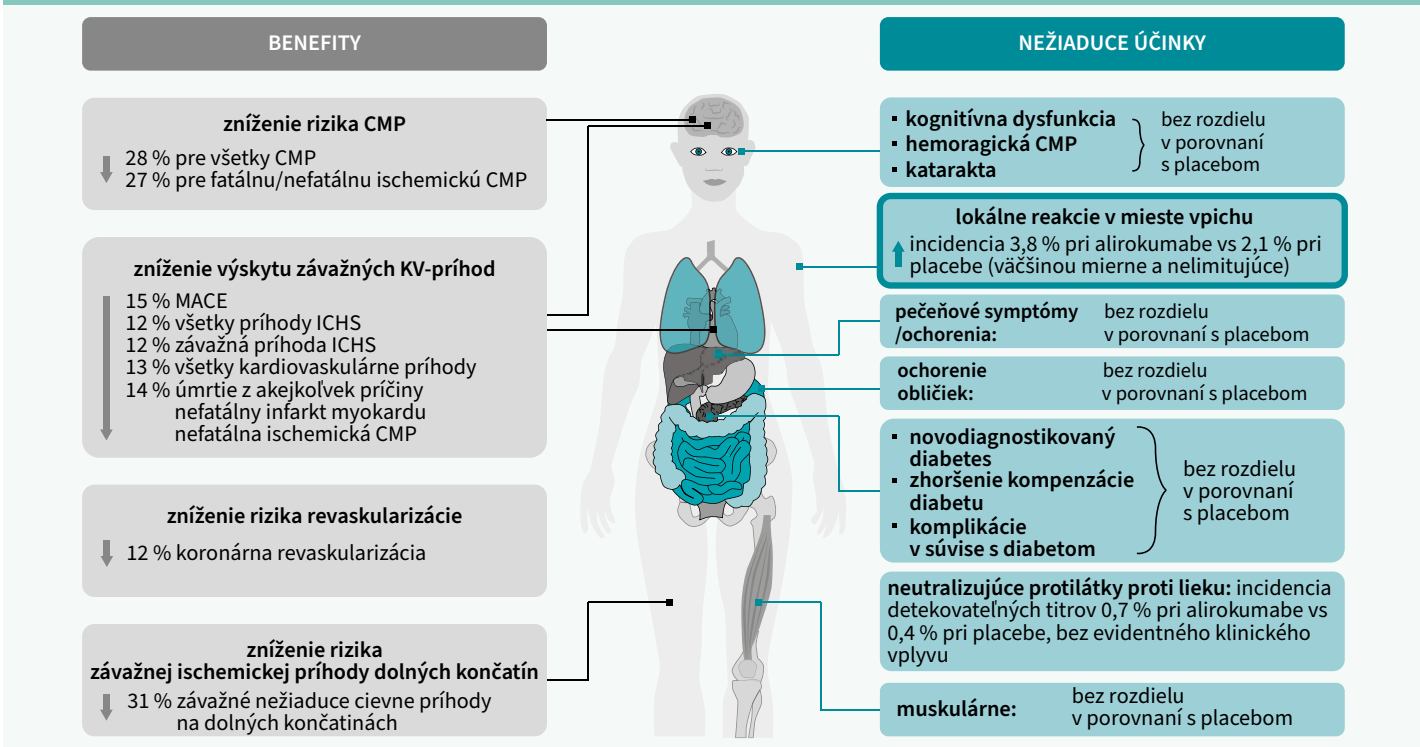 BENEFITY
zníženie rizika CMP
28 % pre všetky CMP
27 % pre fatálnu/nefatálnu ischemickú CMP
zníženie výskytu závažných KV-príhod
15 % MACE
12 % všetky príhody ICHS
12 % závažná príhoda ICHS
13 % všetky kardiovaskulárne príhody
14 % úmrtie z akejkoľvek príčiny
nefatálny infarkt myokardu
nefatálna ischemická CMP
zníženie rizika revaskularizácie
12 % koronárna revaskularizácia
zníženie rizika
závažnej ischemickej príhody dolných končatín
31 % závažné nežiaduce cievne príhody
na dolných končatinách
NEŽIADUCE ÚČINKY
▪ kognitívna dysfunkcia
▪ hemoragická CMP
▪ katarakta
bez rozdielu
v porovnaní
s placebom
lokálne reakcie v mieste vpichu
incidencia 3,8 % pri alirokumabe vs 2,1 % pri
placebe (väčšinou mierne a nelimitujúce)
pečeňové symptómy
/ochorenia:
bez rozdielu
v porovnaní s placebom
ochorenie
obličiek:
bez rozdielu
v porovnaní s placebom
▪ novodiagnostikovaný
diabetes
▪ zhoršenie kompenzácie
diabetu
▪ komplikácie
v súvise s diabetom
bez rozdielu
v porovnaní
s placebom
neutralizujúce protilátky proti lieku: incidencia
detekovateľných titrov 0,7 % pri alirokumabe vs
0,4 % pri placebe, bez evidentného klinického
vplyvu
muskulárne:
bez rozdielu
v porovnaní s placebom